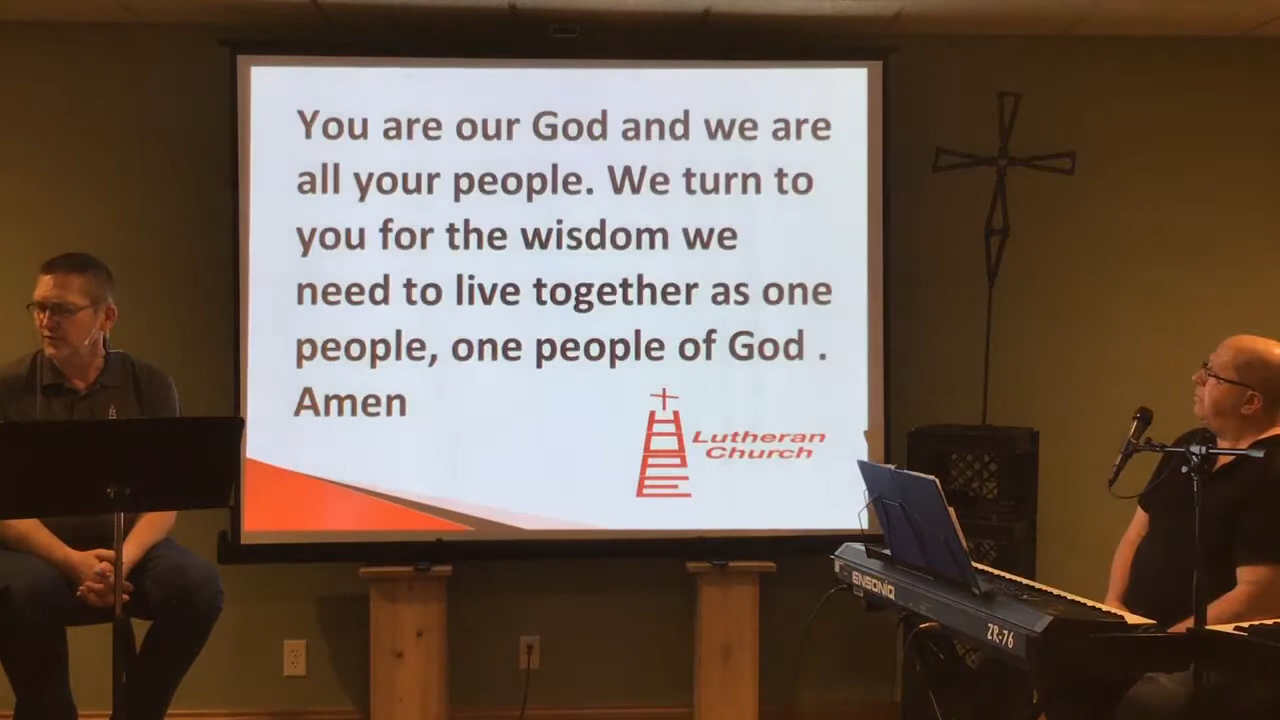 You are our God and we are
all your people. We turn to
you for the wisdom we
need to live together as one
people, one people of God .
Amen
HOPE
Lutheran
Church
ENSONIQ
ZR-76